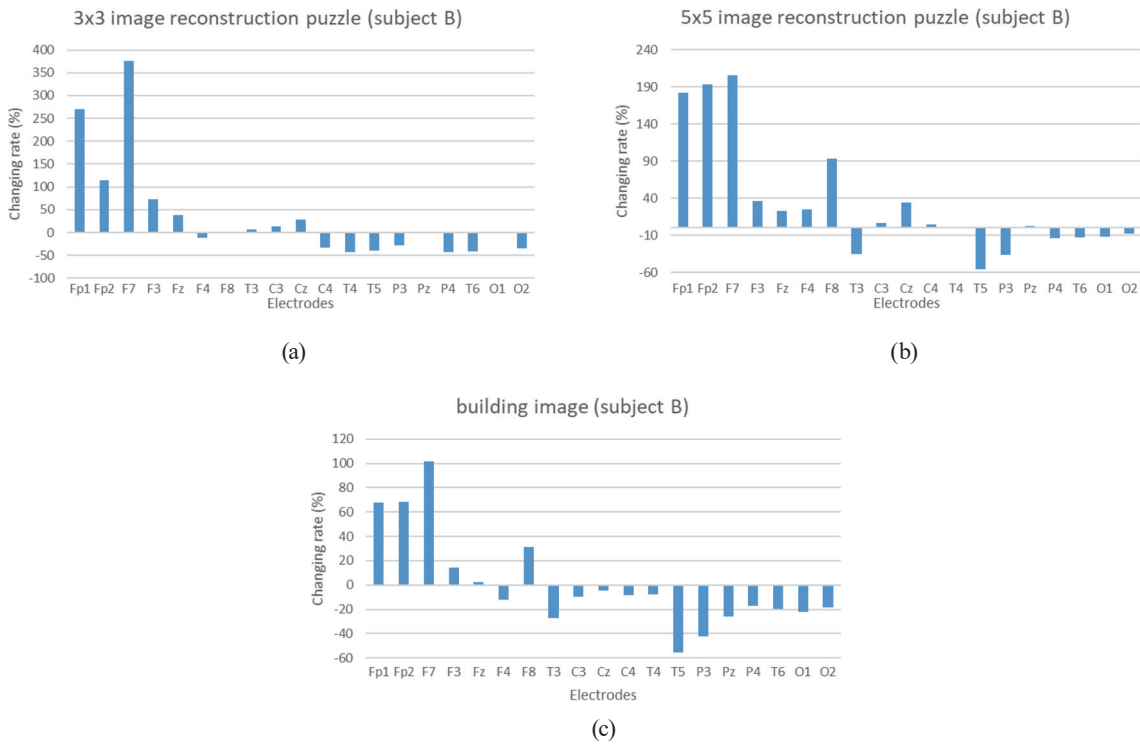 3x3 image reconstruction puzzle (subject B)
400
350
300
250
200
150
100
50
0
-50
-100
Changing rate (%)
Fp1 Fp2 F7 F3 Fz F4 F8 T3 C3 Cz C4 T4 T5 P3 Pz P4 T6 O1 O2
Electrodes
(a)
5x5 image reconstruction puzzle (subject B)
240
190
140
90
40
-10
-60
Changing rate (%)
Fp1 Fp2 F7 F3 Fz F4 F8 T3 C3 Cz C4 T4 T5 P3 Pz P4 T6 O1 O2
Electrodes
(b)
building image (subject B)
120
100
80
60
40
20
0
-20
-40
-60
Changing rate (%)
Fp1 Fp2 F7 F3 Fz F4 F8 T3 C3 Cz C4 T4 T5 P3 Pz P4 T6 O1 O2
Electrodes
(c)